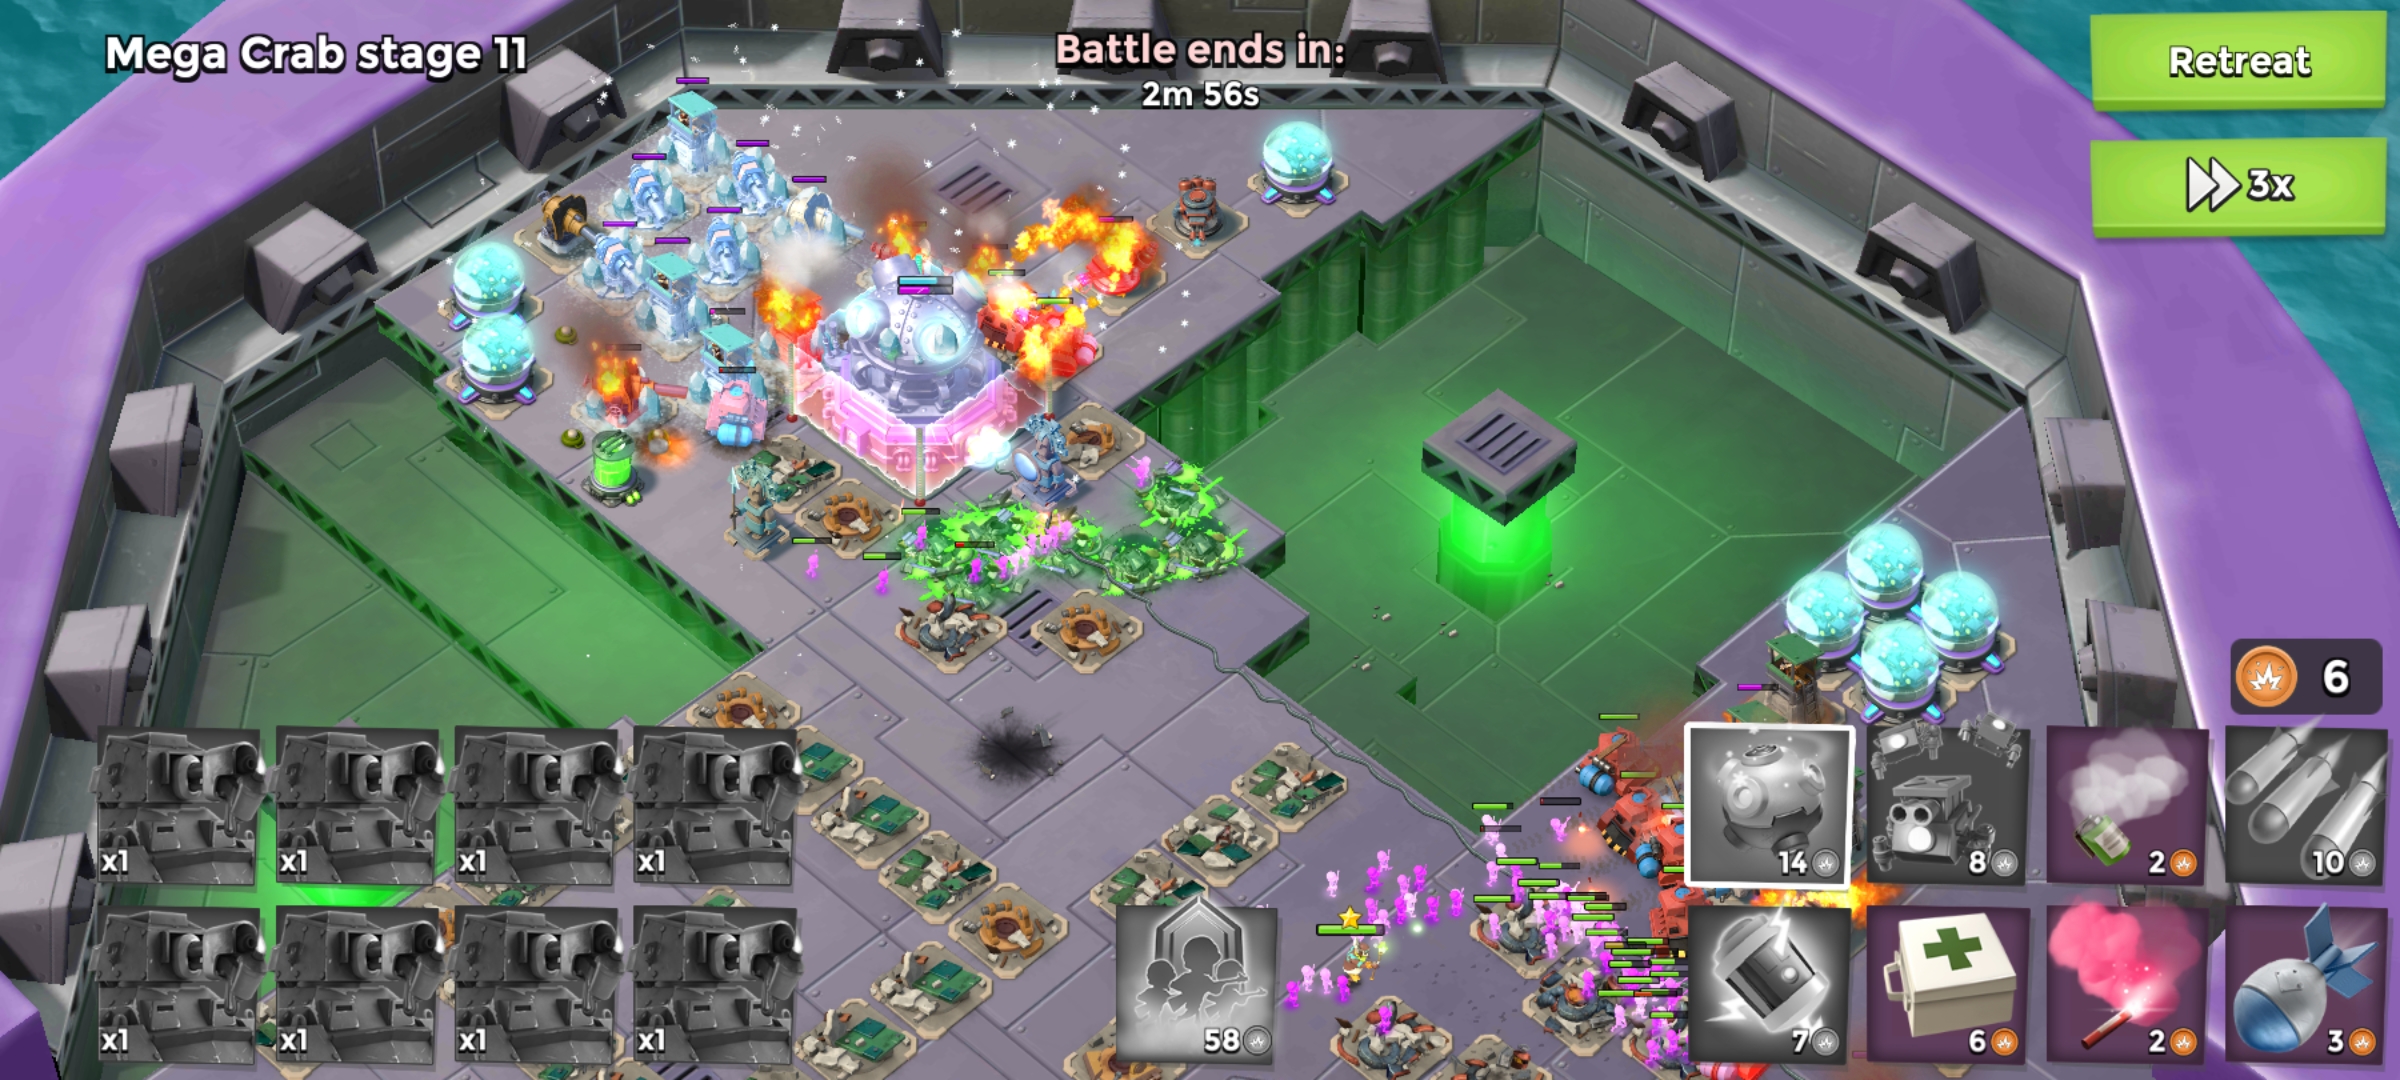 Mega Crab stage 11
Battle ends in:
2m 56s
Retreat
3x
6
x1
x1
x1
x1
14
8
2
10
x1
x1
x1
x1
58
7
6
2
3